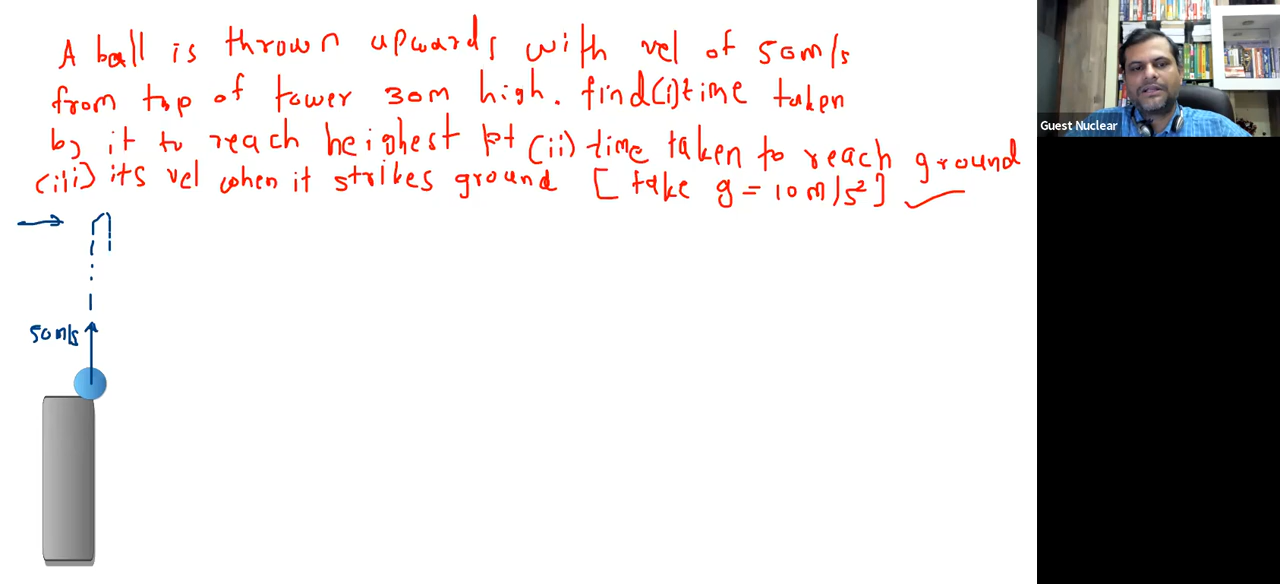 A ball is thrown upwards with vel of 50m/s
from top of tower 30m high. find(i)time taken
by it to reach heighest pt (ii) time taken to reach ground
(iii) its vel when it strikes ground [take g = 10 m/s²]
50m/s
Guest Nuclear